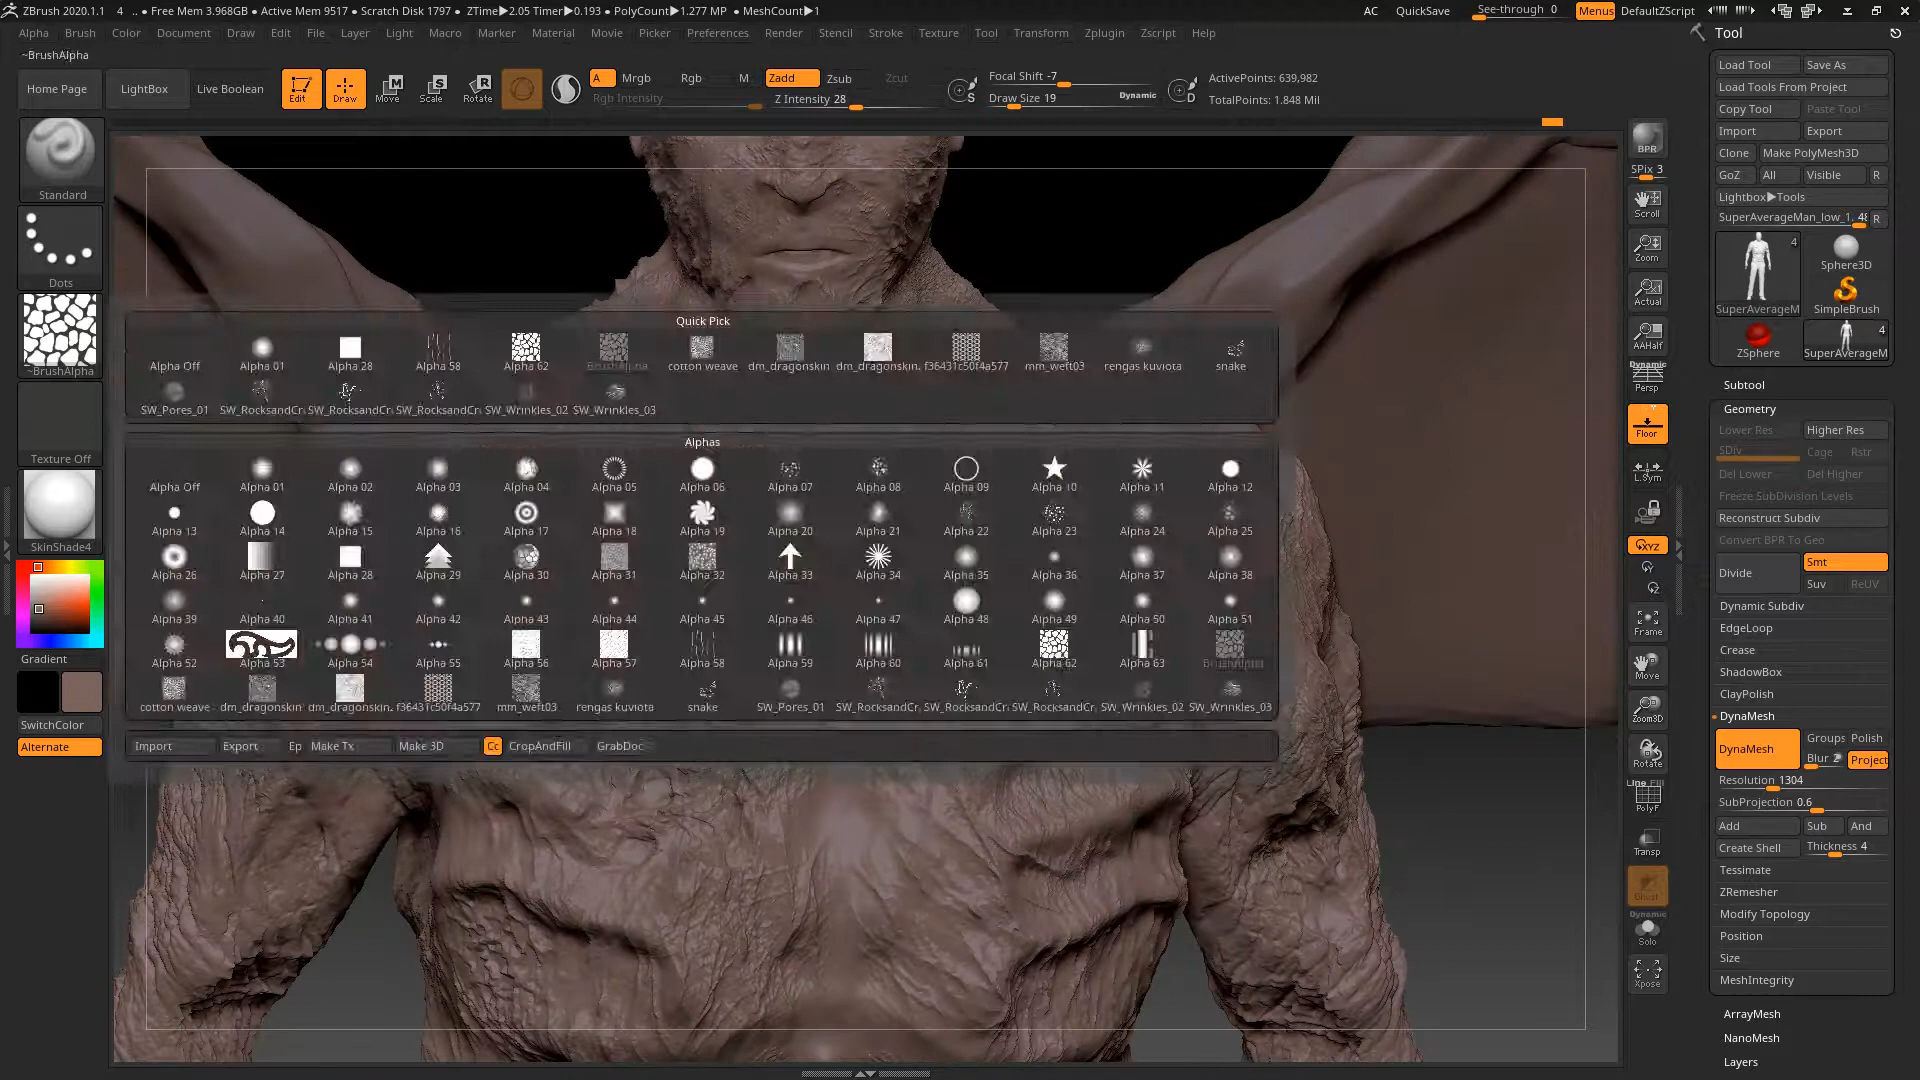 ZBrush 2020.1.1 4 .. • Free Mem 3.968GB • Active Mem 9517 • Scratch Disk 1797 • ZTime▶2.05 Timer▶0.193 • PolyCount▶1.277 MP • MeshCount▶1 AC QuickSave See-through 0 Menus DefaultZScript
Alpha Brush Color Document Draw Edit File Layer Light Macro Marker Material Movie Picker Preferences Render Stencil Stroke Texture Tool Transform Zplugin Zscript Help
~BrushAlpha
Home Page LightBox Live Boolean Edit Draw Move Scale Rotate A Mrgb Rgb M Zadd Zsub Zcut
Rgb Intensity Z Intensity 28
S Focal Shift -7
Draw Size 19 Dynamic D
ActivePoints: 639,982
TotalPoints: 1.848 Mil
Standard
Dots
~BrushAlpha
Texture Off
SkinShade4
Gradient
SwitchColor
Alternate
Quick Pick
Alpha Off Alpha 01 Alpha 28 Alpha 58 Alpha 62 cotton weave dm_dragonskin dm_dragonskin. f36431c50f4a577 mm_weft03 rengas kuviota snake
SW_Pores_01 SW_RocksandCr. SW_RocksandCr. SW_RocksandCr. SW_Wrinkles_02 SW_Wrinkles_03
Alphas
Alpha Off Alpha 01 Alpha 02 Alpha 03 Alpha 04 Alpha 05 Alpha 06 Alpha 07 Alpha 08 Alpha 09 Alpha 10 Alpha 11 Alpha 12
Alpha 13 Alpha 14 Alpha 15 Alpha 16 Alpha 17 Alpha 18 Alpha 19 Alpha 20 Alpha 21 Alpha 22 Alpha 23 Alpha 24 Alpha 25
Alpha 26 Alpha 27 Alpha 28 Alpha 29 Alpha 30 Alpha 31 Alpha 32 Alpha 33 Alpha 34 Alpha 35 Alpha 36 Alpha 37 Alpha 38
Alpha 39 Alpha 40 Alpha 41 Alpha 42 Alpha 43 Alpha 44 Alpha 45 Alpha 46 Alpha 47 Alpha 48 Alpha 49 Alpha 50 Alpha 51
Alpha 52 Alpha 53 Alpha 54 Alpha 55 Alpha 56 Alpha 57 Alpha 58 Alpha 59 Alpha 60 Alpha 61 Alpha 62 Alpha 63 BrushAlpha
cotton weave dm_dragonskin dm_dragonskin. f36431c50f4a577 mm_weft03 rengas kuviota snake SW_Pores_01 SW_RocksandCr. SW_RocksandCr. SW_RocksandCr. SW_Wrinkles_02 SW_Wrinkles_03
Import Export Ep Make Tx Make 3D Cc CropAndFill GrabDoc
BPR
SPix 3
Scroll
Zoom
Actual
AAHalf
Dynamic
Persp
Floor
L.Sym
XYZ
Y
Z
Frame
Move
Zoom3D
Rotate
Line Fill
PolyF
Transp
Ghost
Dynamic
Solo
Xpose
Tool
Load Tool Save As
Load Tools From Project
Copy Tool Paste Tool
Import Export
Clone Make PolyMesh3D
GoZ All Visible R
Lightbox▶Tools
SuperAverageMan_low_1. 48 R
4
SuperAverageM Sphere3D
SimpleBrush
ZSphere 4
SuperAverageM
Subtool
Geometry
Lower Res Higher Res
SDiv Cage Rstr
Del Lower Del Higher
Freeze SubDivision Levels
Reconstruct Subdiv
Convert BPR To Geo
Divide Smt
Suv ReUV
Dynamic Subdiv
EdgeLoop
Crease
ShadowBox
ClayPolish
DynaMesh
DynaMesh Groups Polish
Blur 2 Project
Resolution 1304
SubProjection 0.6
Add Sub And
Create Shell Thickness 4
Tessimate
ZRemesher
Modify Topology
Position
Size
MeshIntegrity
ArrayMesh
NanoMesh
Layers